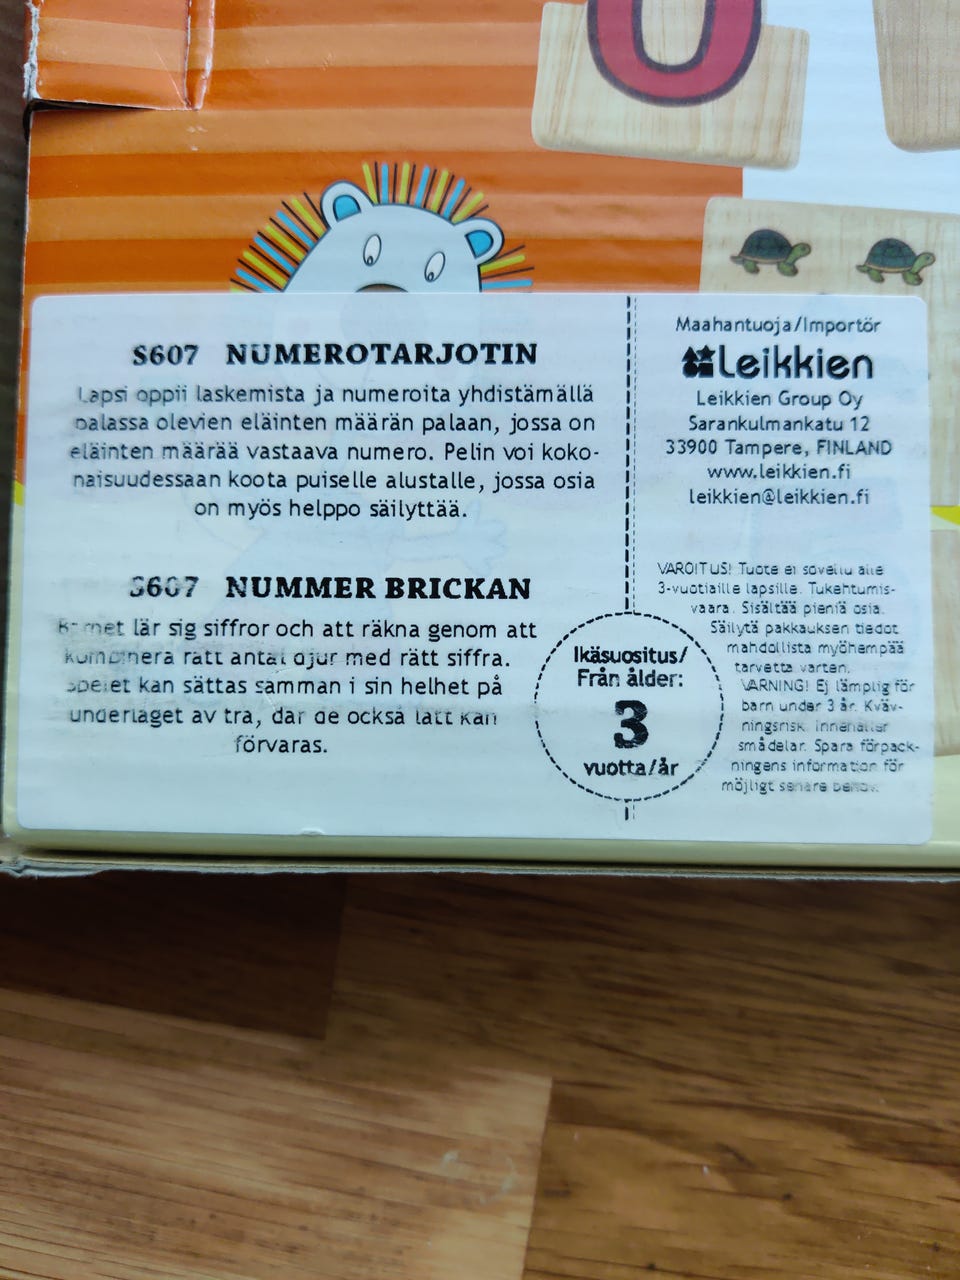 S607 NUMEROTARJOTIN
Lapsi oppii laskemista ja numeroita yhdistämällä
palassa olevien eläinten määrän palaan, jossa on
eläinten määrää vastaava numero. Pelin voi koko-
naisuudessaan koota puiselle alustalle, jossa osia
on myös helppo säilyttää.
S607 NUMMER BRICKAN
Barnet lär sig siffror och att räkna genom att
kombinera rätt antal djur med rätt siffra.
Spelet kan sättas samman i sin helhet på
underlaget av trä, där de också lätt kan
förvaras.
Ikäsuositus/
Från ålder:
3
vuotta/år
Maahantuoja/Importör
Leikkien
Leikkien Group Oy
Sarankulmankatu 12
33900 Tampere, FINLAND
www.leikkien.fi
leikkien@leikkien.fi
VAROITUS! Tuote ei sovellu alle
3-vuotiaille lapsille. Tukehtumis-
vaara. Sisältää pieniä osia.
Säilytä pakkauksen tiedot
mahdollista myöhempää
tarvetta varten.
VARNING! Ej lämplig för
barn under 3 år. Kväv-
ningsrisk. Innehåller
smådelar. Spara förpack-
ningens information för
möjligt senare behov.